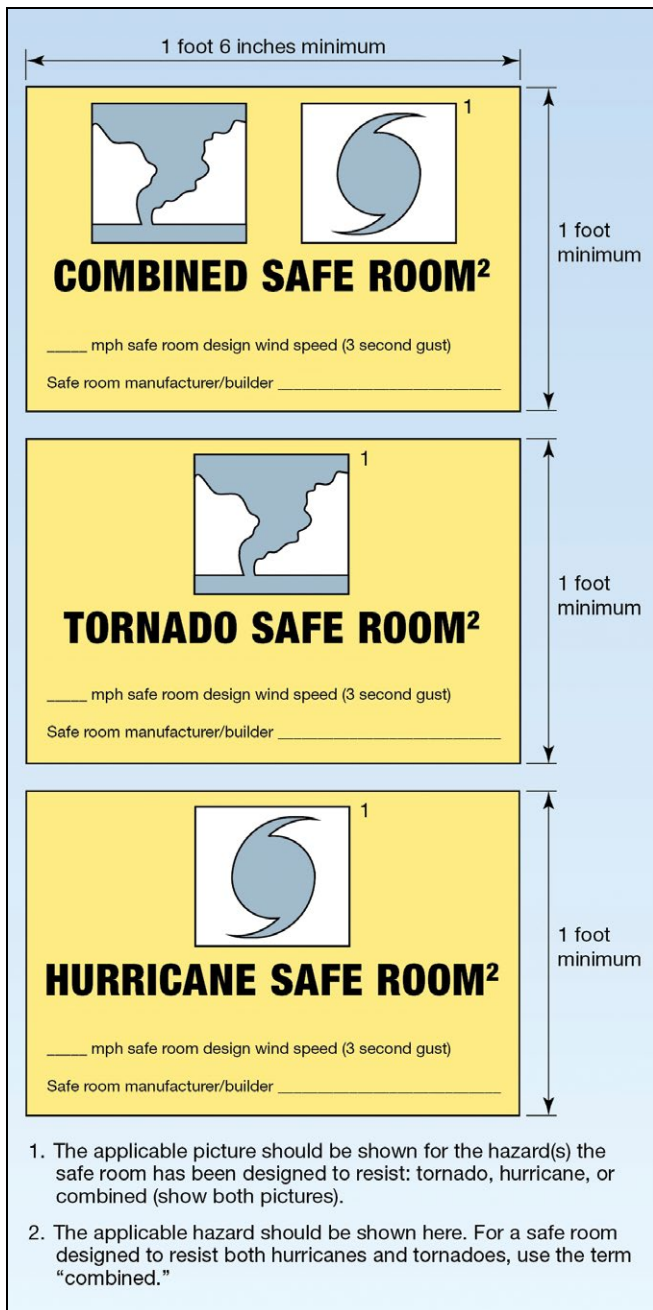 1 foot 6 inches minimum
1
1 foot
minimum
COMBINED SAFE ROOM²
_____ mph safe room design wind speed (3 second gust)
Safe room manufacturer/builder ____________________________
1
1 foot
minimum
TORNADO SAFE ROOM²
_____ mph safe room design wind speed (3 second gust)
Safe room manufacturer/builder ____________________________
1
1 foot
minimum
HURRICANE SAFE ROOM²
_____ mph safe room design wind speed (3 second gust)
Safe room manufacturer/builder ____________________________
1. The applicable picture should be shown for the hazard(s) the
safe room has been designed to resist: tornado, hurricane, or
combined (show both pictures).
2. The applicable hazard should be shown here. For a safe room
designed to resist both hurricanes and tornadoes, use the term
“combined.”